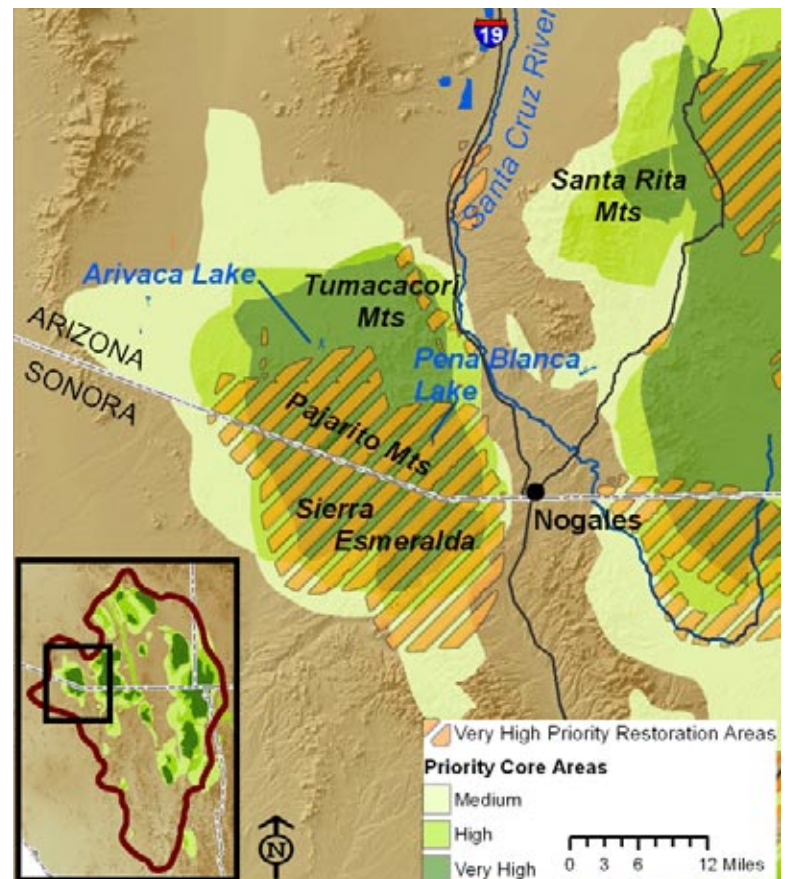 19
Santa Cruz River
Santa Rita
Mts
Arivaca Lake
Tumacacori
Mts
ARIZONA
SONORA
Pena Blanca
Lake
Pajarito Mts
Sierra
Esmeralda
Nogales
N
Very High Priority Restoration Areas
Priority Core Areas
Medium
High
Very High
0 3 6 12 Miles